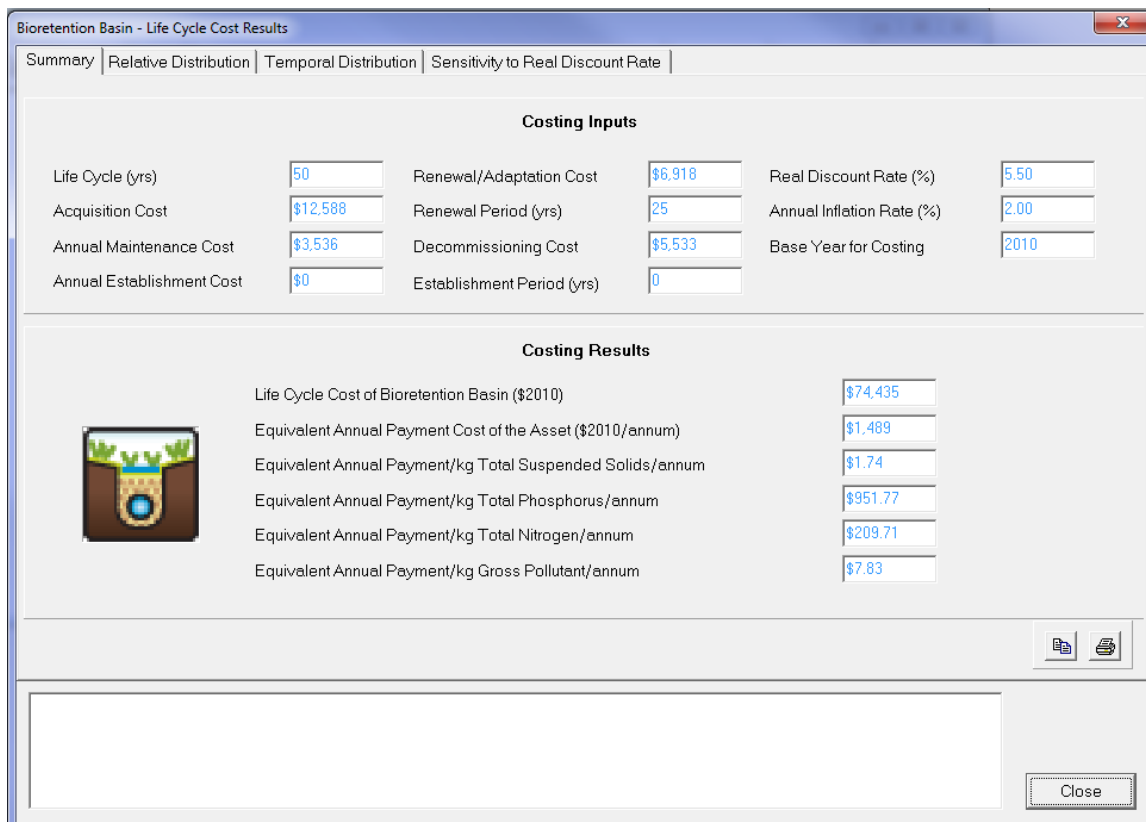 Bioretention Basin - Life Cycle Cost Results
Summary Relative Distribution Temporal Distribution Sensitivity to Real Discount Rate
Costing Inputs
Life Cycle (yrs) 50 Renewal/Adaptation Cost $6,918 Real Discount Rate (%) 5.50
Acquisition Cost $12,588 Renewal Period (yrs) 25 Annual Inflation Rate (%) 2.00
Annual Maintenance Cost $3,536 Decommissioning Cost $5,533 Base Year for Costing 2010
Annual Establishment Cost $0 Establishment Period (yrs) 0
Costing Results
Life Cycle Cost of Bioretention Basin ($2010) $74,435
Equivalent Annual Payment Cost of the Asset ($2010/annum) $1,489
Equivalent Annual Payment/kg Total Suspended Solids/annum $1.74
Equivalent Annual Payment/kg Total Phosphorus/annum $951.77
Equivalent Annual Payment/kg Total Nitrogen/annum $209.71
Equivalent Annual Payment/kg Gross Pollutant/annum $7.83
Close